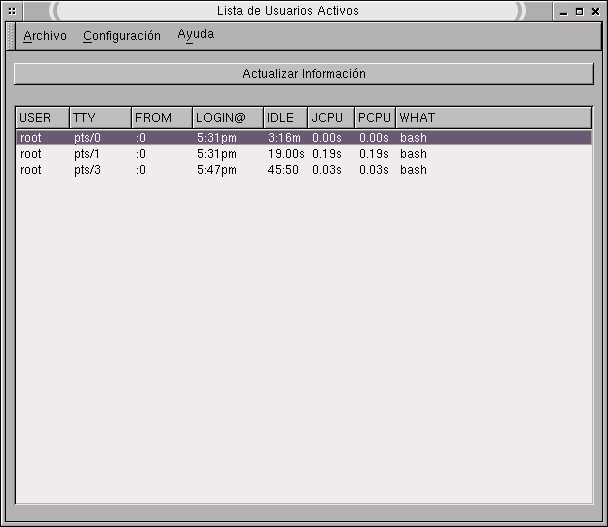 Lista de Usuarios Activos
Archivo Configuración Ayuda
Actualizar Información
USER TTY FROM LOGIN@ IDLE JCPU PCPU WHAT
root pts/0 :0 5:31pm 3:16m 0.00s 0.00s bash
root pts/1 :0 5:31pm 19.00s 0.19s 0.19s bash
root pts/3 :0 5:47pm 45:50 0.03s 0.03s bash